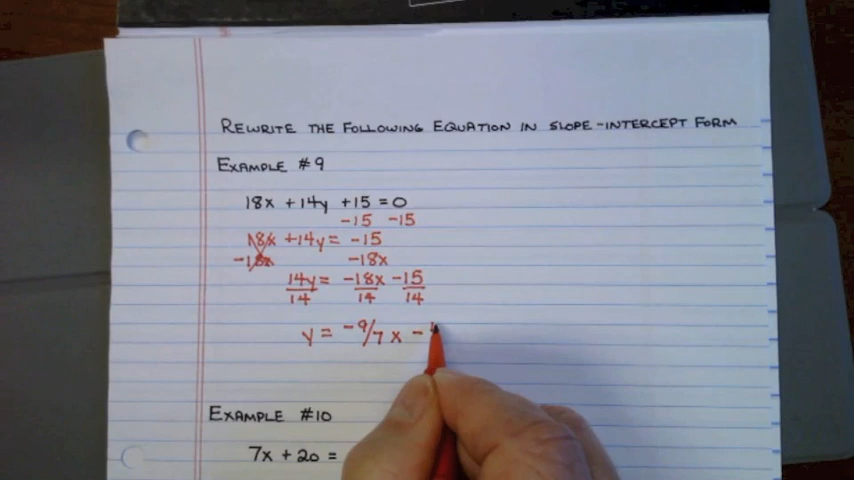 REWRITE THE FOLLOWING EQUATION IN SLOPE-INTERCEPT FORM
EXAMPLE #9
18x +14y +15 = 0
-15 -15
18x +14y = -15
-18x -18x
14y = -18x -15
14 14 14
y = -9/7 x -
EXAMPLE #10
7x + 20 =